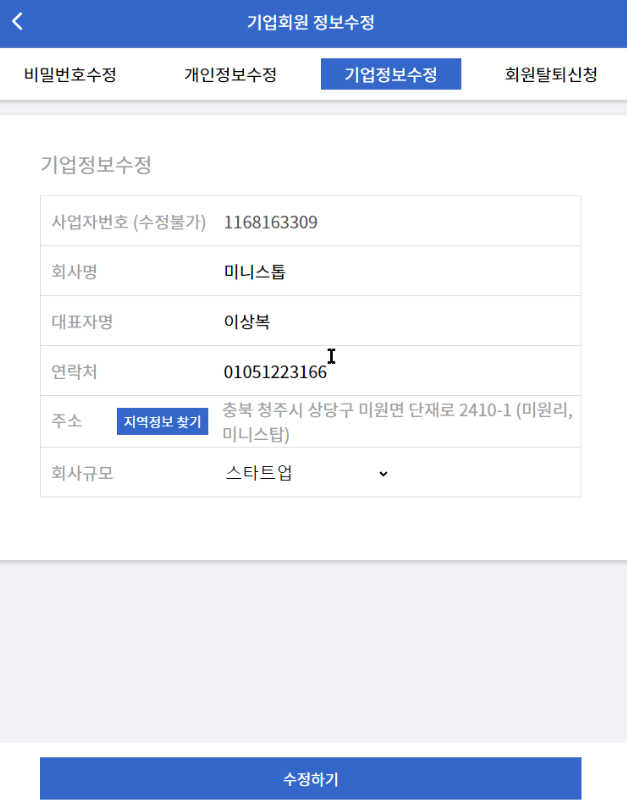 기업회원 정보수정
비밀번호수정 개인정보수정 기업정보수정 회원탈퇴신청
기업정보수정
사업자번호 (수정불가) 1168163309
회사명 미니스톱
대표자명 이상복
연락처 01051223166
주소 지역정보 찾기 충북 청주시 상당구 미원면 단재로 2410-1 (미원리,
미니스탑)
회사규모 스타트업
수정하기